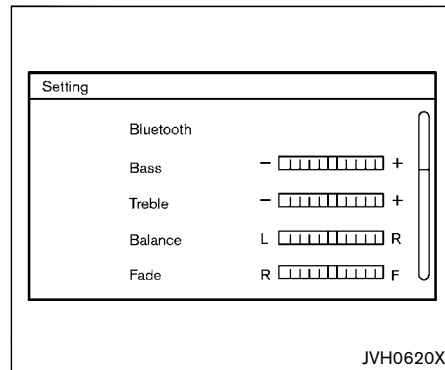 Setting
Bluetooth
Bass − +
Treble − +
Balance L R
Fade R F
JVH0620X